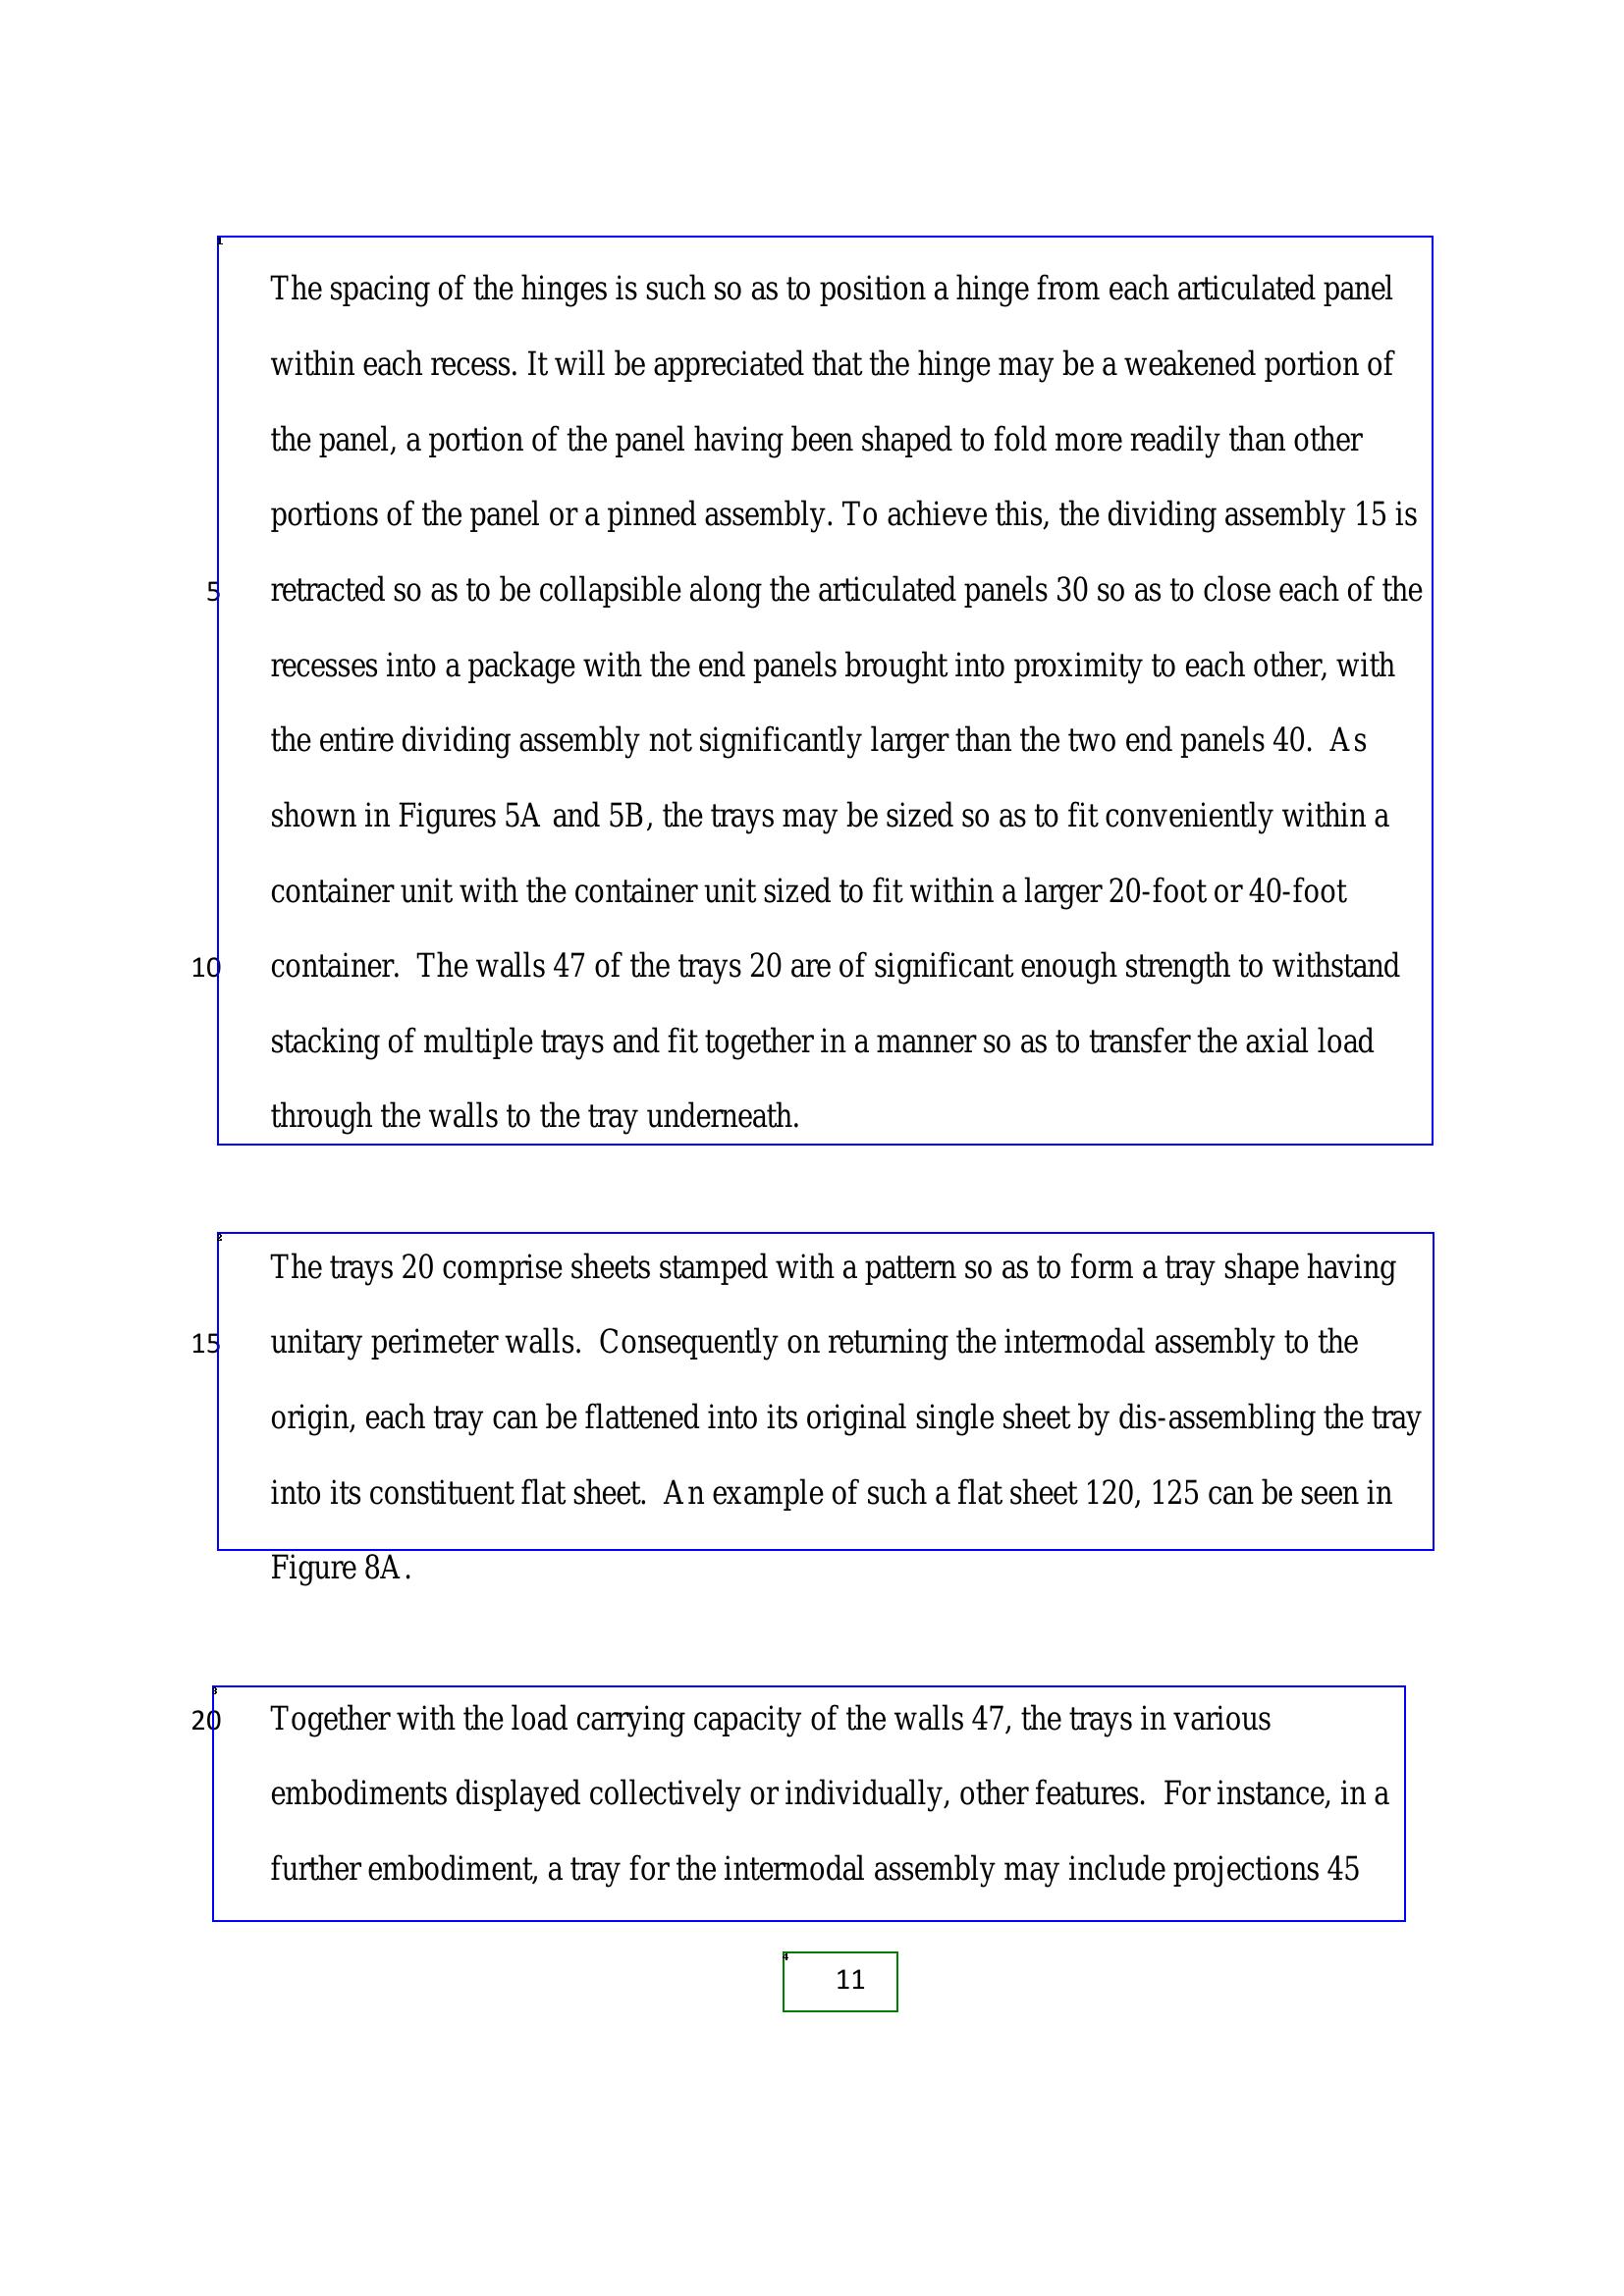 The spacing of the hinges is such so as to position a hinge from each articulated panel
within each recess. It will be appreciated that the hinge may be a weakened portion of
the panel, a portion of the panel having been shaped to fold more readily than other
portions of the panel or a pinned assembly. To achieve this, the dividing assembly 15 is
5 retracted so as to be collapsible along the articulated panels 30 so as to close each of the
recesses into a package with the end panels brought into proximity to each other, with
the entire dividing assembly not significantly larger than the two end panels 40.  As
shown in Figures 5A and 5B, the trays may be sized so as to fit conveniently within a
container unit with the container unit sized to fit within a larger 20-foot or 40-foot
10 container.  The walls 47 of the trays 20 are of significant enough strength to withstand
stacking of multiple trays and fit together in a manner so as to transfer the axial load
through the walls to the tray underneath.
The trays 20 comprise sheets stamped with a pattern so as to form a tray shape having
15 unitary perimeter walls.  Consequently on returning the intermodal assembly to the
origin, each tray can be flattened into its original single sheet by dis-assembling the tray
into its constituent flat sheet.  An example of such a flat sheet 120, 125 can be seen in
Figure 8A.
20 Together with the load carrying capacity of the walls 47, the trays in various
embodiments displayed collectively or individually, other features.  For instance, in a
further embodiment, a tray for the intermodal assembly may include projections 45
11